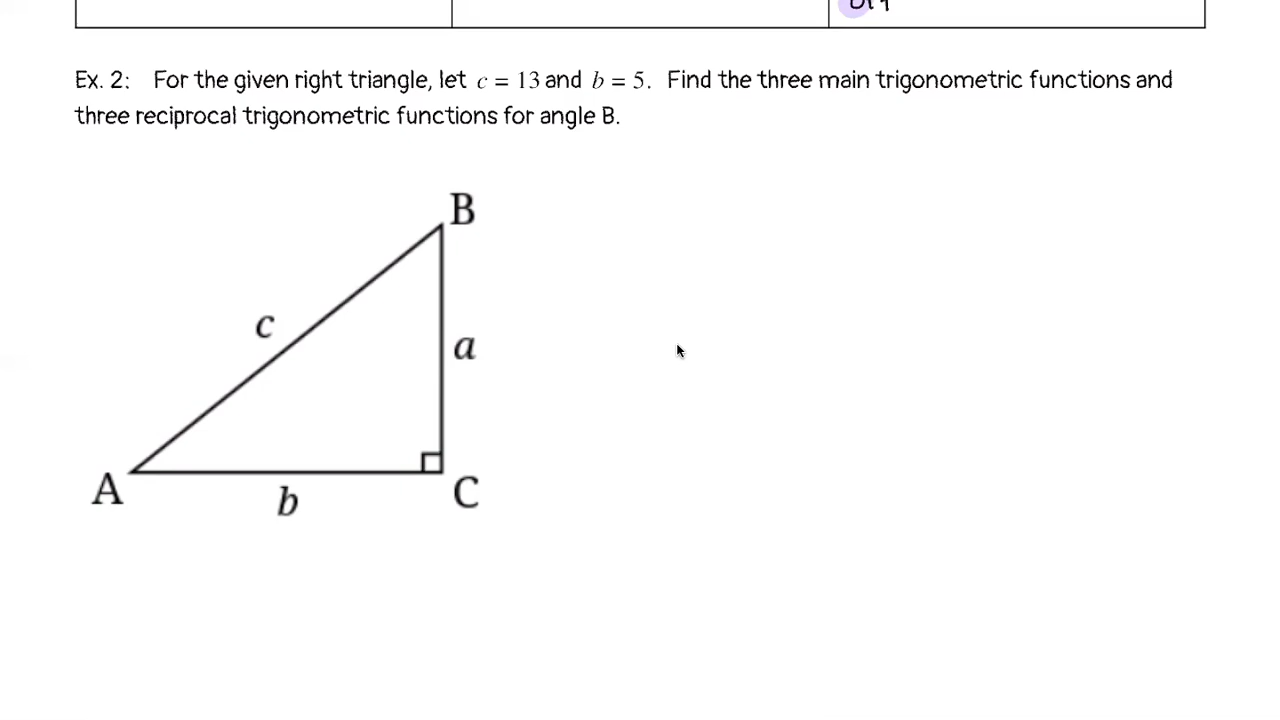 Ex. 2: For the given right triangle, let c = 13 and b = 5. Find the three main trigonometric functions and
three reciprocal trigonometric functions for angle B.
B
c
a
A
b
C